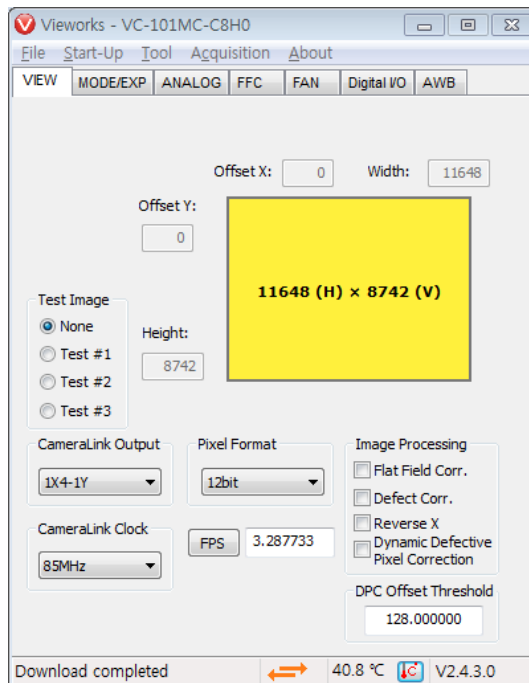 Vieworks - VC-101MC-C8H0
File Start-Up Tool Acquisition About
VIEW MODE/EXP ANALOG FFC FAN Digital I/O AWB
Offset X: 0 Width: 11648
Offset Y:
0
11648 (H) × 8742 (V)
Test Image
None
Test #1
Test #2
Test #3
Height:
8742
CameraLink Output
1X4-1Y
Pixel Format
12bit
Image Processing
Flat Field Corr.
Defect Corr.
Reverse X
Dynamic Defective
Pixel Correction
CameraLink Clock
85MHz
FPS 3.287733
DPC Offset Threshold
128.000000
Download completed 40.8 ℃ V2.4.3.0